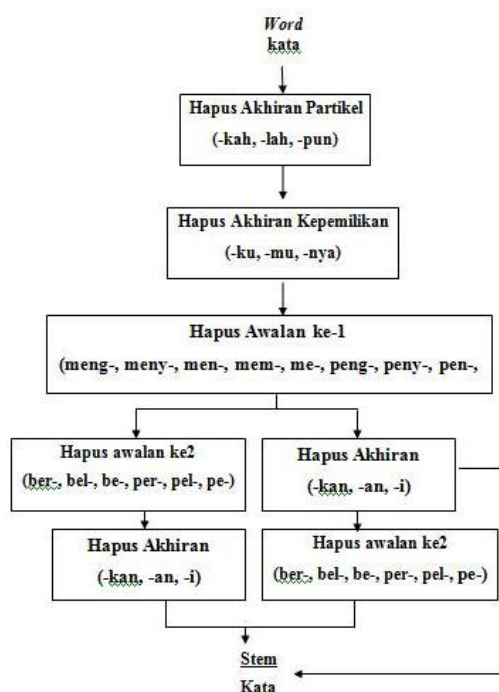 Word
kata
Hapus Akhiran Partikel
(-kah, -lah, -pun)
Hapus Akhiran Kepemilikan
(-ku, -mu, -nya)
Hapus Awalan ke-1
(meng-, meny-, men-, mem-, me-, peng-, peny-, pen-,
Hapus awalan ke2
(ber-, bel-, be-, per-, pel-, pe-)
Hapus Akhiran
(-kan, -an, -i)
Hapus Akhiran
(-kan, -an, -i)
Hapus awalan ke2
(ber-, bel-, be-, per-, pel-, pe-)
Stem
Kata